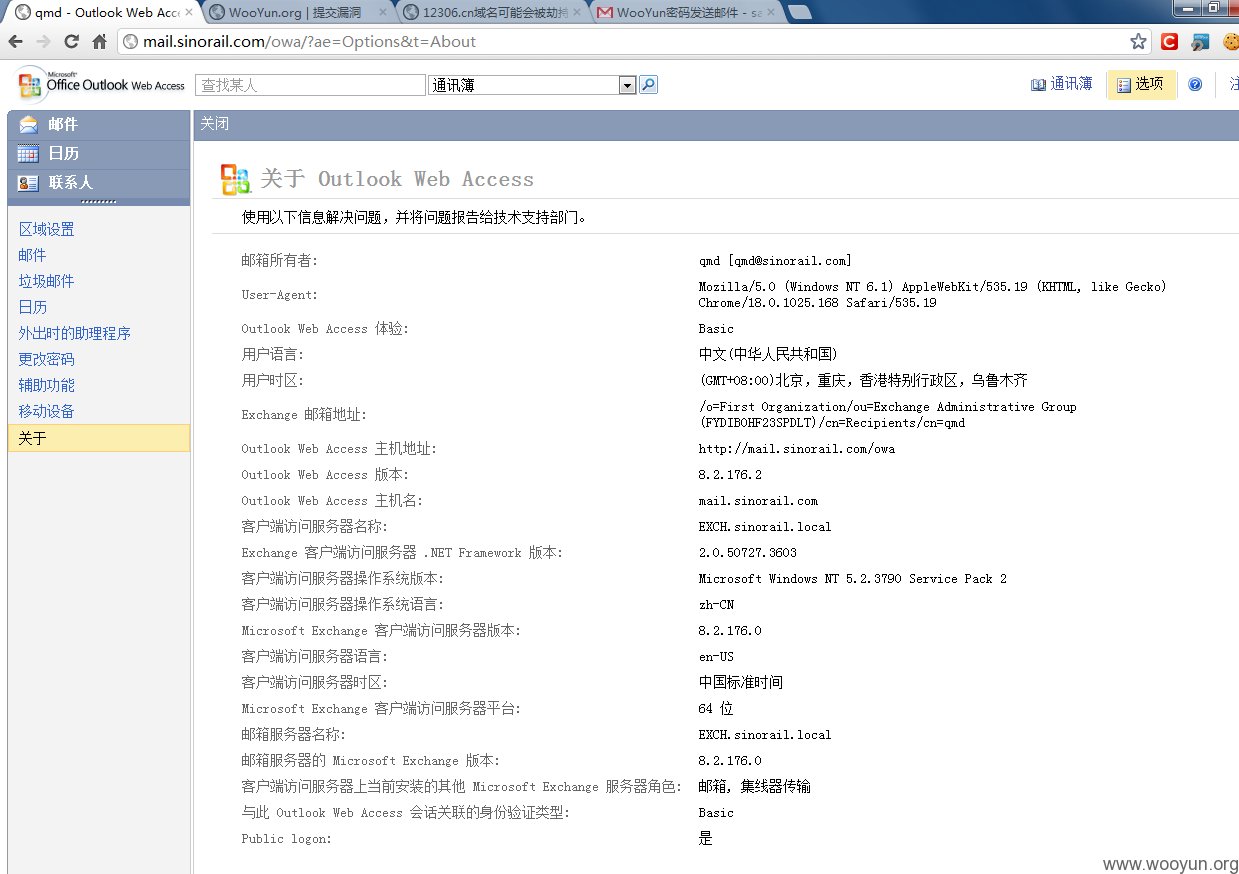 qmd - Outlook Web Acc
WooYun.org | 提交漏洞
12306.cn域名可能会被劫持
WooYun密码发送邮件 - sa
mail.sinorail.com/owa/?ae=Options&t=About
Microsoft
Office Outlook Web Access
查找某人
通讯簿
通讯簿
选项
注
邮件
日历
联系人
关闭
区域设置
邮件
垃圾邮件
日历
外出时的助理程序
更改密码
辅助功能
移动设备
关于
关于 Outlook Web Access
使用以下信息解决问题，并将问题报告给技术支持部门。
邮箱所有者: qmd [qmd@sinorail.com]
User-Agent: Mozilla/5.0 (Windows NT 6.1) AppleWebKit/535.19 (KHTML, like Gecko)
Chrome/18.0.1025.168 Safari/535.19
Outlook Web Access 体验: Basic
用户语言: 中文(中华人民共和国)
用户时区: (GMT+08:00)北京，重庆，香港特别行政区，乌鲁木齐
Exchange 邮箱地址: /o=First Organization/ou=Exchange Administrative Group
(FYDIBOHF23SPDLT)/cn=Recipients/cn=qmd
Outlook Web Access 主机地址: http://mail.sinorail.com/owa
Outlook Web Access 版本: 8.2.176.2
Outlook Web Access 主机名: mail.sinorail.com
客户端访问服务器名称: EXCH.sinorail.local
Exchange 客户端访问服务器 .NET Framework 版本: 2.0.50727.3603
客户端访问服务器操作系统版本: Microsoft Windows NT 5.2.3790 Service Pack 2
客户端访问服务器操作系统语言: zh-CN
Microsoft Exchange 客户端访问服务器版本: 8.2.176.0
客户端访问服务器语言: en-US
客户端访问服务器时区: 中国标准时间
Microsoft Exchange 客户端访问服务器平台: 64 位
邮箱服务器名称: EXCH.sinorail.local
邮箱服务器的 Microsoft Exchange 版本: 8.2.176.0
客户端访问服务器上当前安装的其他 Microsoft Exchange 服务器角色: 邮箱, 集线器传输
与此 Outlook Web Access 会话关联的身份验证类型: Basic
Public logon: 是
www.wooyun.org